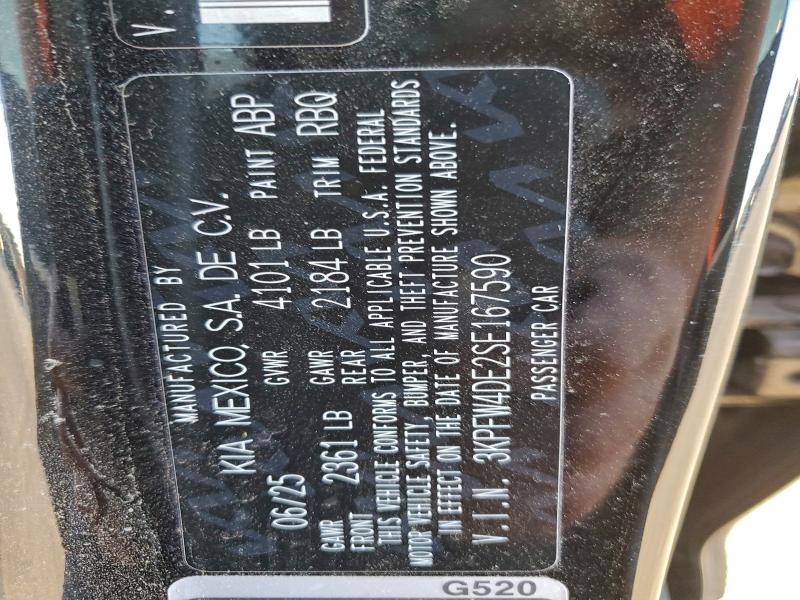 V.
MANUFACTURED BY
KIA MEXICO, S.A. DE C.V.
06/25 GVWR 4101 LB PAINT ABP
GAWR FRONT 2361 LB GAWR REAR 2184 LB TRIM RBQ
THIS VEHICLE CONFORMS TO ALL APPLICABLE U.S.A. FEDERAL
MOTOR VEHICLE SAFETY, BUMPER, AND THEFT PREVENTION STANDARDS
IN EFFECT ON THE DATE OF MANUFACTURE SHOWN ABOVE.
V.I.N. 3KPFW4DE2SE167590
PASSENGER CAR
G520